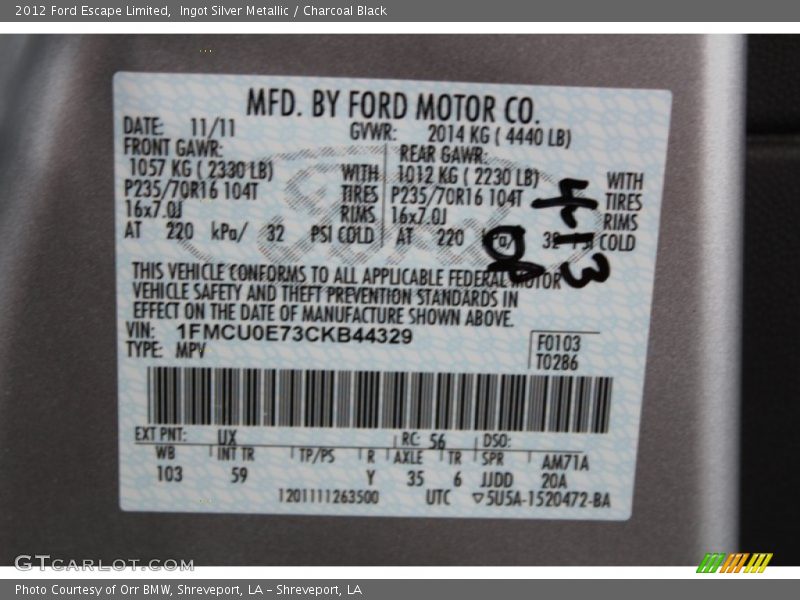 2012 Ford Escape Limited,  Ingot Silver Metallic / Charcoal Black
MFD. BY FORD MOTOR CO.
DATE: 11/11 GVWR: 2014 KG ( 4440 LB)
FRONT GAWR: REAR GAWR:
1057 KG ( 2330 LB) WITH 1012 KG ( 2230 LB) WITH
P235/70R16 104T TIRES P235/70R16 104T TIRES
16x7.0J RIMS 16x7.0J RIMS
AT 220 kPa/ 32 PSI COLD AT 220 kPa/ 32 PSI COLD
4-13
THIS VEHICLE CONFORMS TO ALL APPLICABLE FEDERAL MOTOR
VEHICLE SAFETY AND THEFT PREVENTION STANDARDS IN
EFFECT ON THE DATE OF MANUFACTURE SHOWN ABOVE.
VIN: 1FMCU0E73CKB44329
TYPE: MPV
F0103
T0286
EXT PNT: UX RC: 56 DSO:
WB INT TR TP/PS R AXLE TR SPR AM71A
103 59 Y 35 6 JJDD 20A
1201111263500 UTC ▽5U5A-1520472-BA
GTCARLOT.COM
Photo Courtesy of Orr BMW, Shreveport, LA – Shreveport, LA